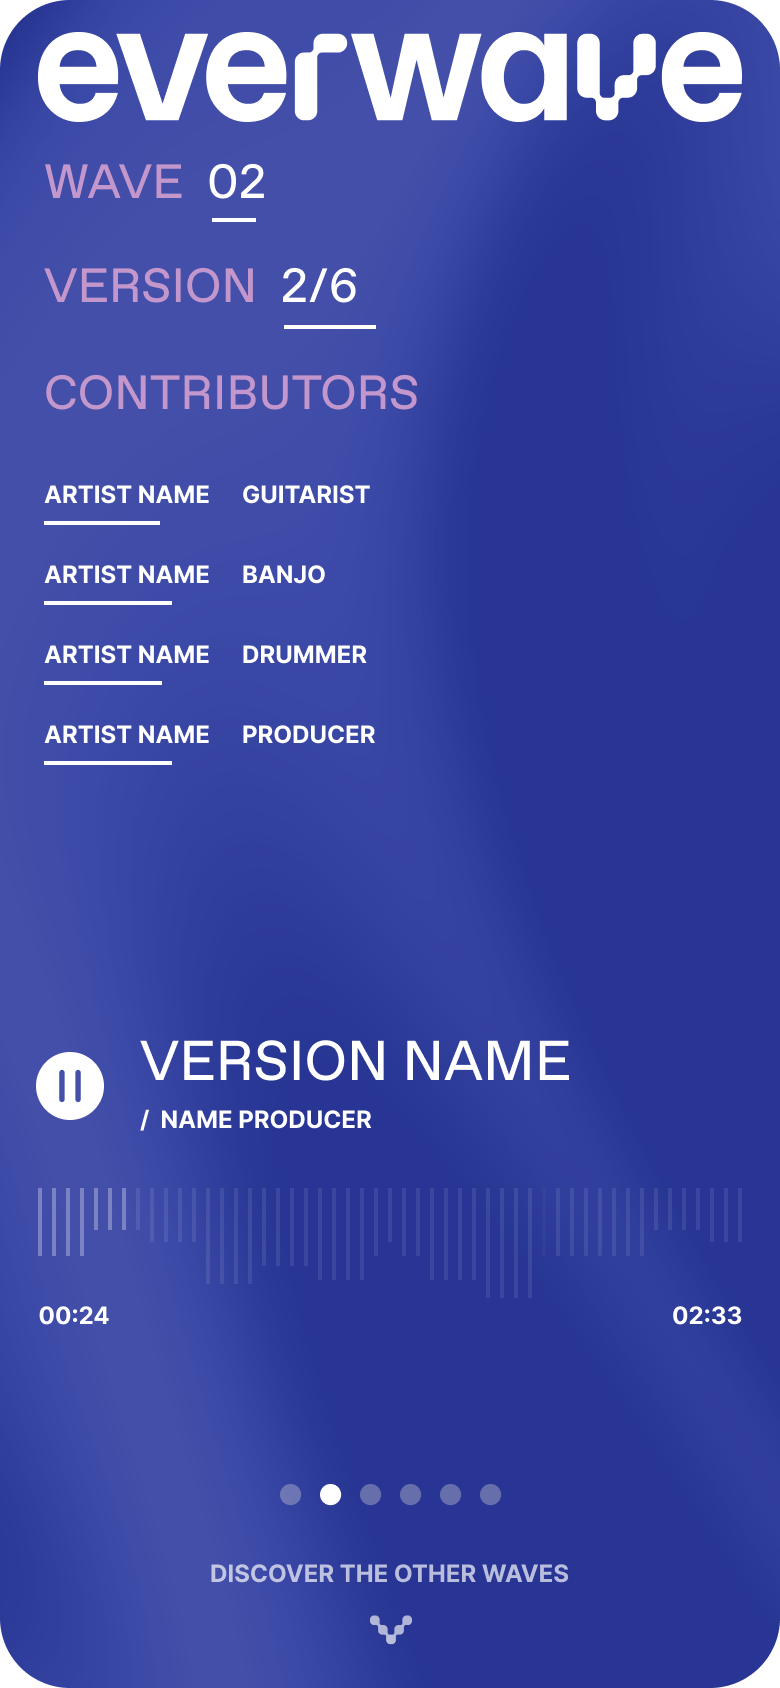 everwave
WAVE 02
VERSION 2/6
CONTRIBUTORS
ARTIST NAME GUITARIST
ARTIST NAME BANJO
ARTIST NAME DRUMMER
ARTIST NAME PRODUCER
VERSION NAME
/ NAME PRODUCER
00:24 02:33
DISCOVER THE OTHER WAVES